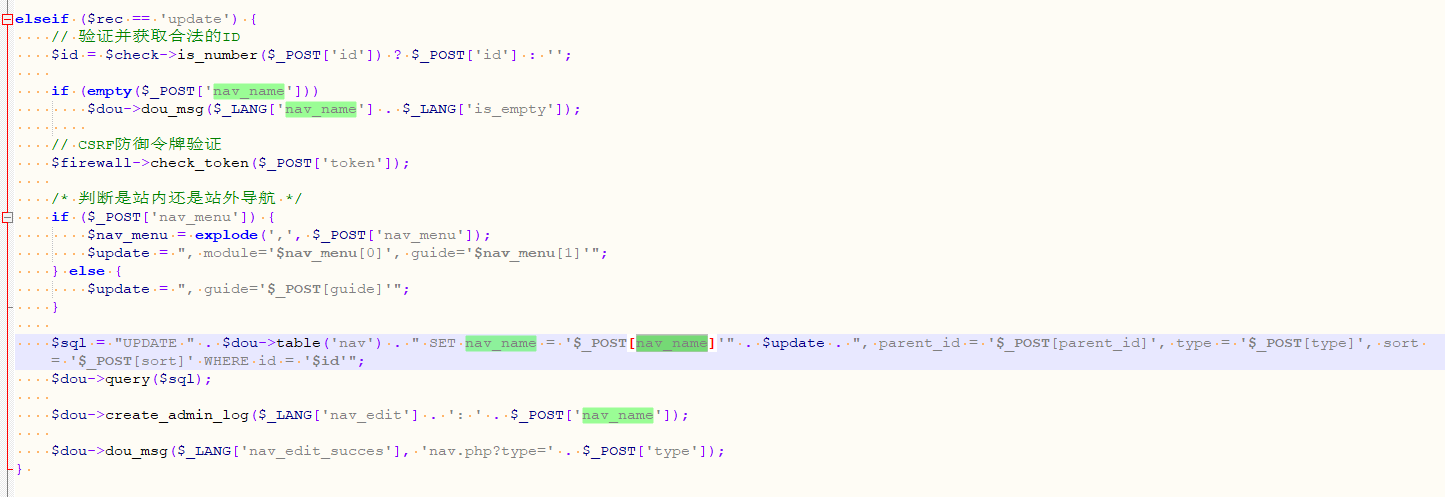 elseif ($rec == 'update') {
// 验证并获取合法的ID
$id = $check->is_number($_POST['id']) ? $_POST['id'] : '';
if (empty($_POST['nav_name']))
$dou->dou_msg($_LANG['nav_name'] . $_LANG['is_empty']);
// CSRF防御令牌验证
$firewall->check_token($_POST['token']);
/* 判断是站内还是站外导航 */
if ($_POST['nav_menu']) {
$nav_menu = explode(',', $_POST['nav_menu']);
$update = ", module='$nav_menu[0]', guide='$nav_menu[1]'";
} else {
$update = ", guide='$_POST[guide]'";
}
$sql = "UPDATE " . $dou->table('nav') . " SET nav_name = '$_POST[nav_name]'" . $update . ", parent_id = '$_POST[parent_id]', type = '$_POST[type]', sort
= '$_POST[sort]' WHERE id = '$id'";
$dou->query($sql);
$dou->create_admin_log($_LANG['nav_edit'] . ': ' . $_POST['nav_name']);
$dou->dou_msg($_LANG['nav_edit_succes'], 'nav.php?type=' . $_POST['type']);
}